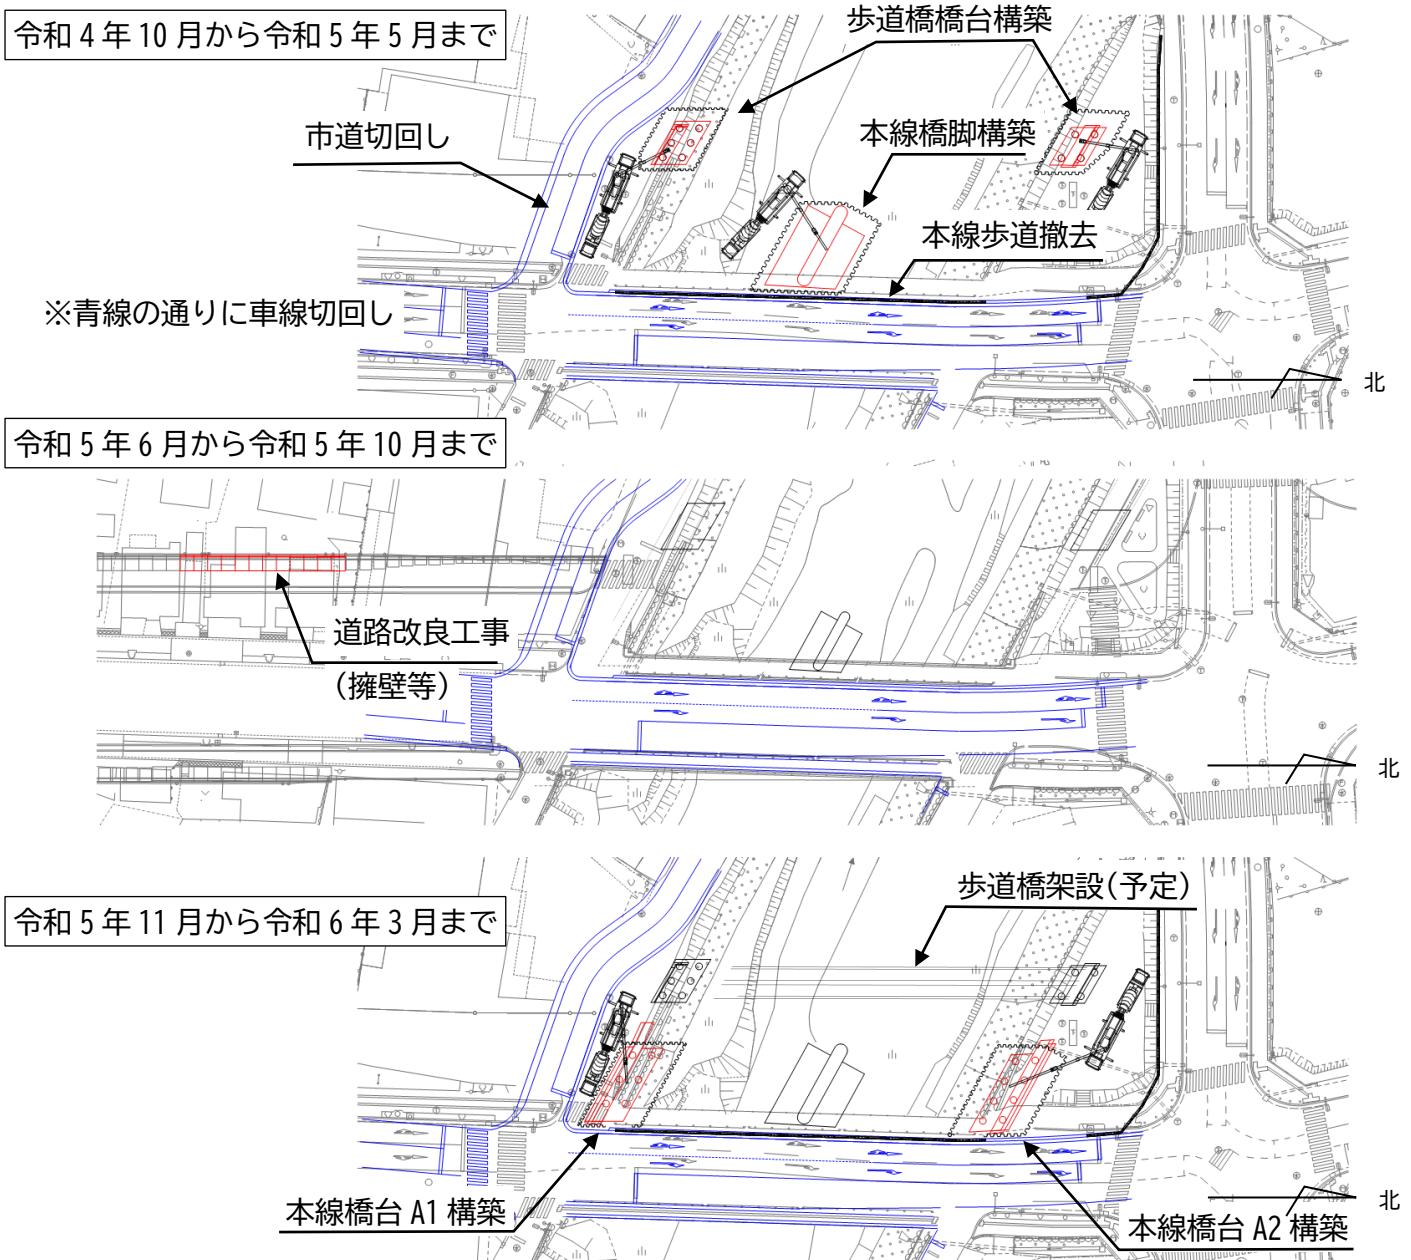 令和4年10月から令和5年5月まで
歩道橋橋台構築
市道切回し
本線橋脚構築
本線歩道撤去
※青線の通りに車線切回し
北
令和5年6月から令和5年10月まで
道路改良工事
(擁壁等)
北
歩道橋架設(予定)
令和5年11月から令和6年3月まで
本線橋台A1構築
本線橋台A2構築
北